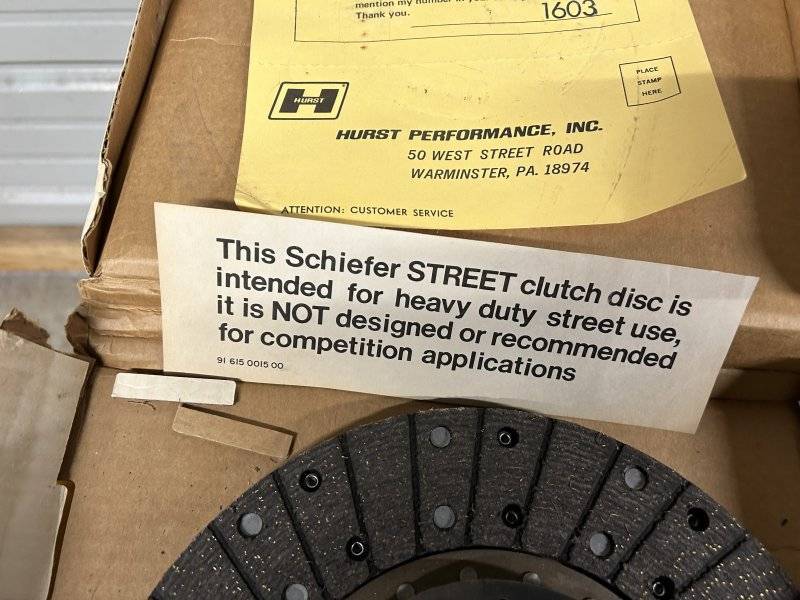 mention my number in your
Thank you.
1603
PLACE
STAMP
HERE
HURST
HURST PERFORMANCE, INC.
50 WEST STREET ROAD
WARMINSTER, PA. 18974
ATTENTION: CUSTOMER SERVICE
This Schiefer STREET clutch disc is
intended for heavy duty street use,
it is NOT designed or recommended
for competition applications
91 615 0015 00